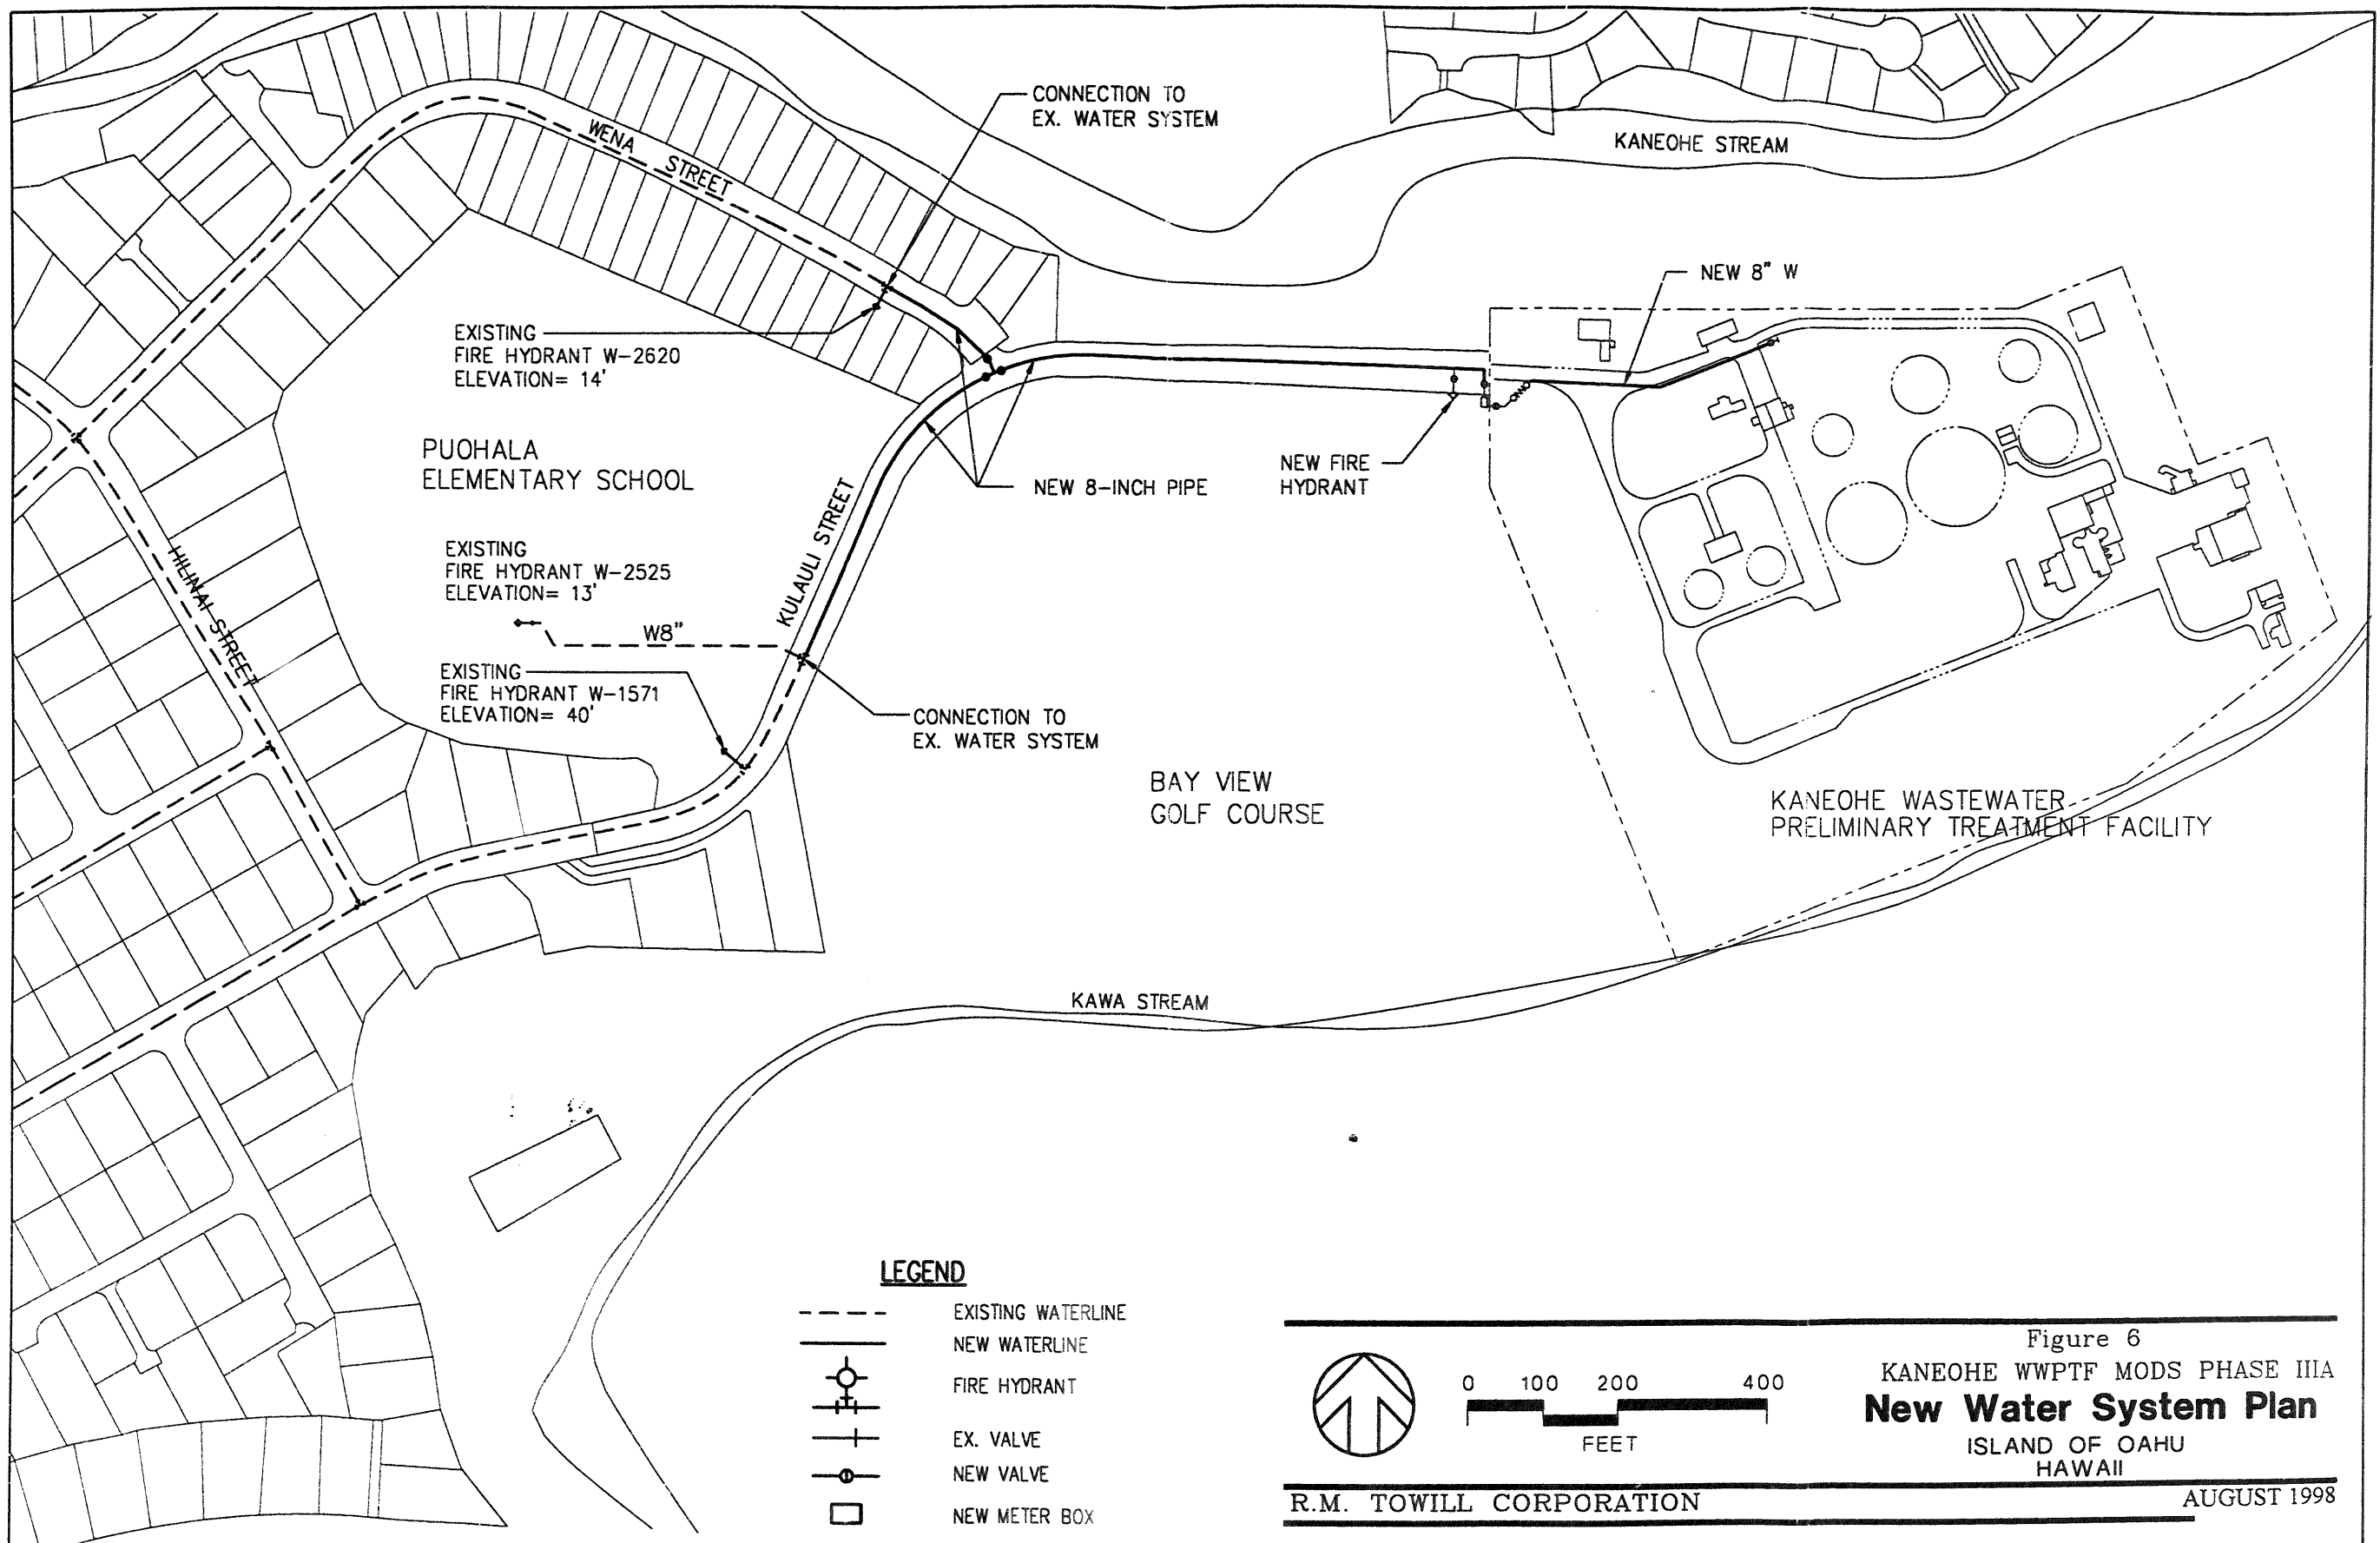 CONNECTION TO
EX. WATER SYSTEM
KANEOHE STREAM
WENA STREET
NEW 8" W
EXISTING
FIRE HYDRANT W-2620
ELEVATION= 14'
PUOHALA
ELEMENTARY SCHOOL
NEW 8-INCH PIPE
NEW FIRE
HYDRANT
KULAULI STREET
HILINAI STREET
EXISTING
FIRE HYDRANT W-2525
ELEVATION= 13'
W8"
EXISTING
FIRE HYDRANT W-1571
ELEVATION= 40'
CONNECTION TO
EX. WATER SYSTEM
BAY VIEW
GOLF COURSE
KANEOHE WASTEWATER
PRELIMINARY TREATMENT FACILITY
KAWA STREAM
LEGEND
EXISTING WATERLINE
NEW WATERLINE
FIRE HYDRANT
EX. VALVE
NEW VALVE
NEW METER BOX
0 100 200 400
FEET
Figure 6
KANEOHE WWPTF MODS PHASE IIIA
New Water System Plan
ISLAND OF OAHU
HAWAII
R.M. TOWILL CORPORATION
AUGUST 1998